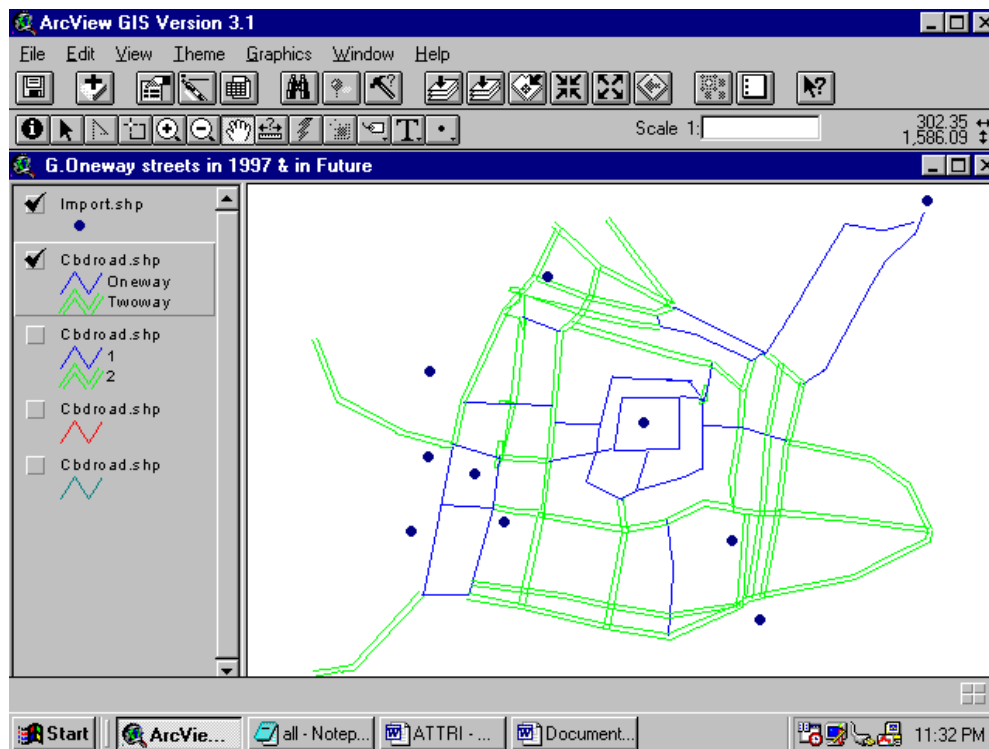 ArcView GIS Version 3.1
File Edit View Theme Graphics Window Help
Scale 1:
302.35
1,586.09
G.Oneway streets in 1997 & in Future
Import.shp
Cbdroad.shp
Oneway
Twoway
Cbdroad.shp
1
2
Cbdroad.shp
Cbdroad.shp
Start ArcVie... all - Notep... ATTRI - ... Document... 11:32 PM